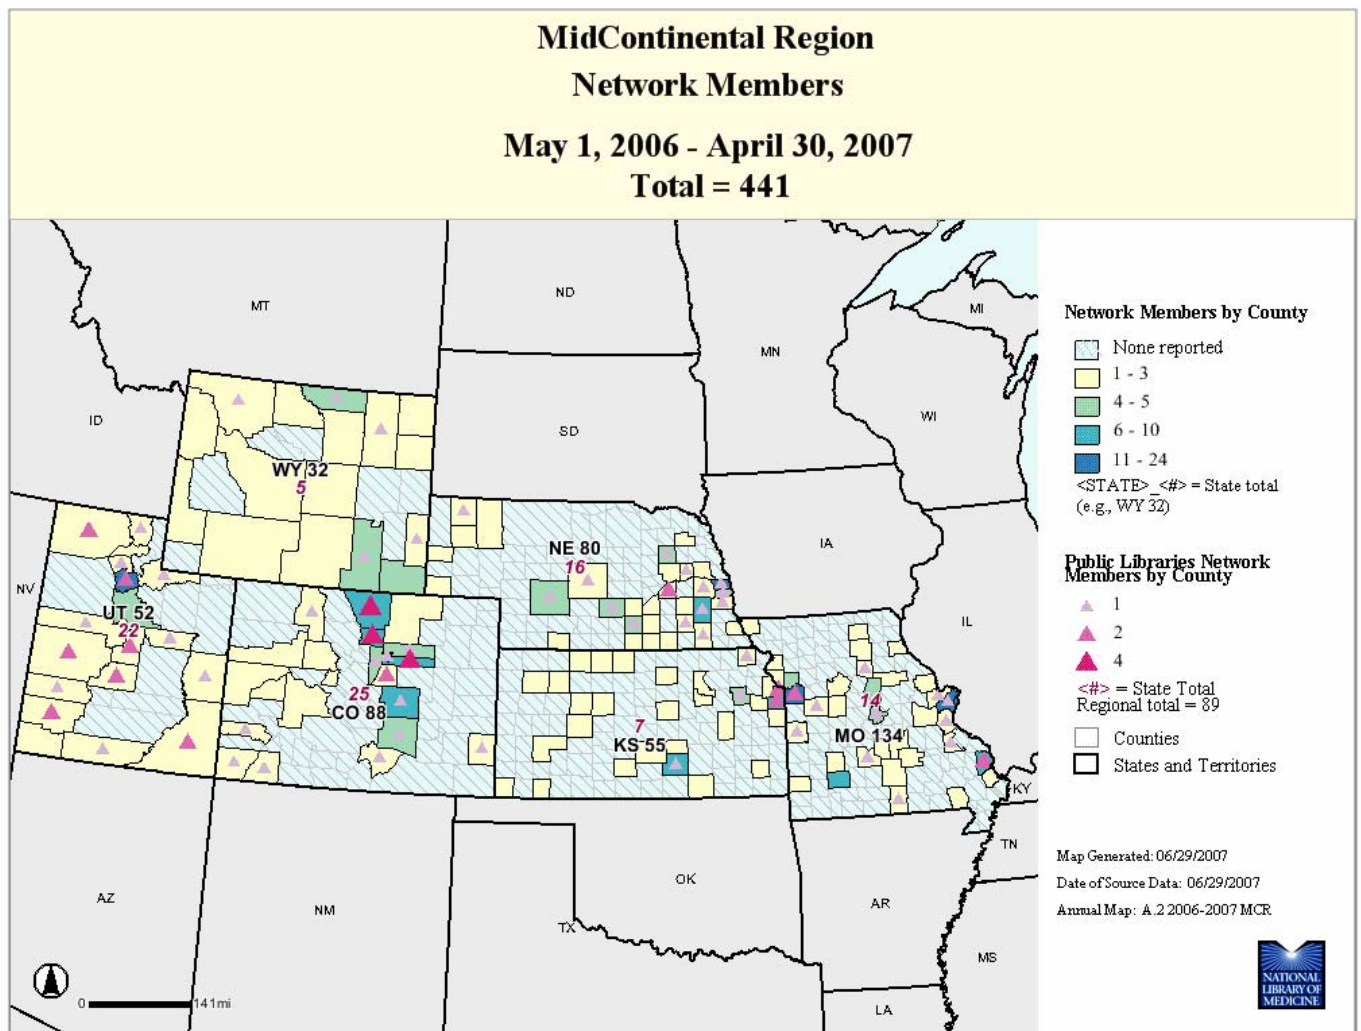 MidContinental Region
Network Members
May 1, 2006 - April 30, 2007
Total = 441
MT
ND
MN
MI
ID
SD
WI
WY 32
5
NV
UT 52
22
NE 80
16
IA
IL
25
CO 88
7
KS 55
14
MO 134
KY
AZ
NM
TX
OK
AR
TN
MS
LA
0 141mi
Network Members by County
None reported
1 - 3
4 - 5
6 - 10
11 - 24
<STATE>_<#> = State total
(e.g., WY 32)
Public Libraries Network
Members by County
1
2
4
<#> = State Total
Regional total = 89
Counties
States and Territories
Map Generated: 06/29/2007
Date of Source Data: 06/29/2007
Annual Map: A.2 2006-2007 MCR
NATIONAL
LIBRARY OF
MEDICINE